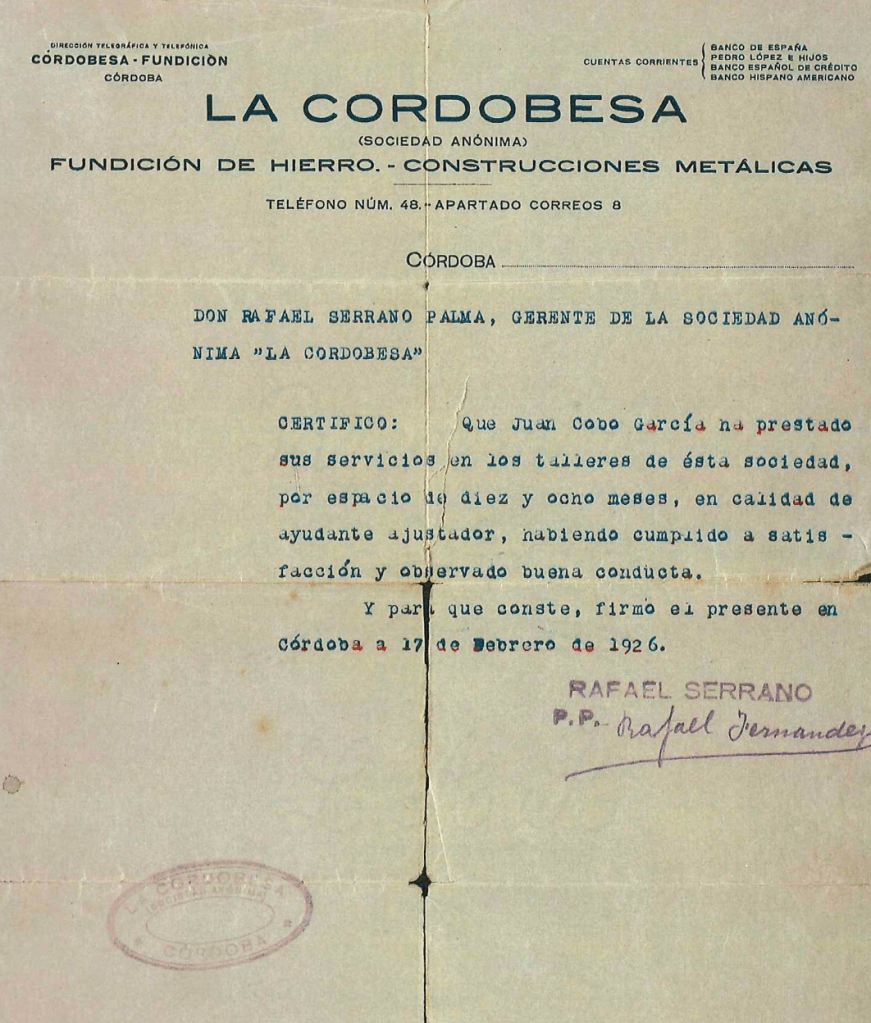 DIRECCIÓN TELEGRÁFICA Y TELEFÓNICA
CÓRDOBESA - FUNDICIÓN
CÓRDOBA
CUENTAS CORRIENTES
BANCO DE ESPAÑA
PEDRO LÓPEZ E HIJOS
BANCO ESPAÑOL DE CRÉDITO
BANCO HISPANO AMERICANO
LA CORDOBESA
(SOCIEDAD ANÓNIMA)
FUNDICIÓN DE HIERRO. - CONSTRUCCIONES METÁLICAS
TELÉFONO NÚM. 48. - APARTADO CORREOS 8
CÓRDOBA
DON RAFAEL SERRANO PALMA, GERENTE DE LA SOCIEDAD ANÓ-
NIMA "LA CORDOBESA"
CERTIFICO: Que Juan Cobo García ha prestado
sus servicios en los talleres de ésta sociedad,
por espacio de diez y ocho meses, en calidad de
ayudante ajustador, habiendo cumplido a satis -
facción y observado buena conducta.
Y para que conste, firmo el presente en
Córdoba a 17 de Febrero de 1926.
RAFAEL SERRANO
P.P. Rafael Fernandez
LA CORDOBESA
(SOCIEDAD ANÓNIMA)
CÓRDOBA